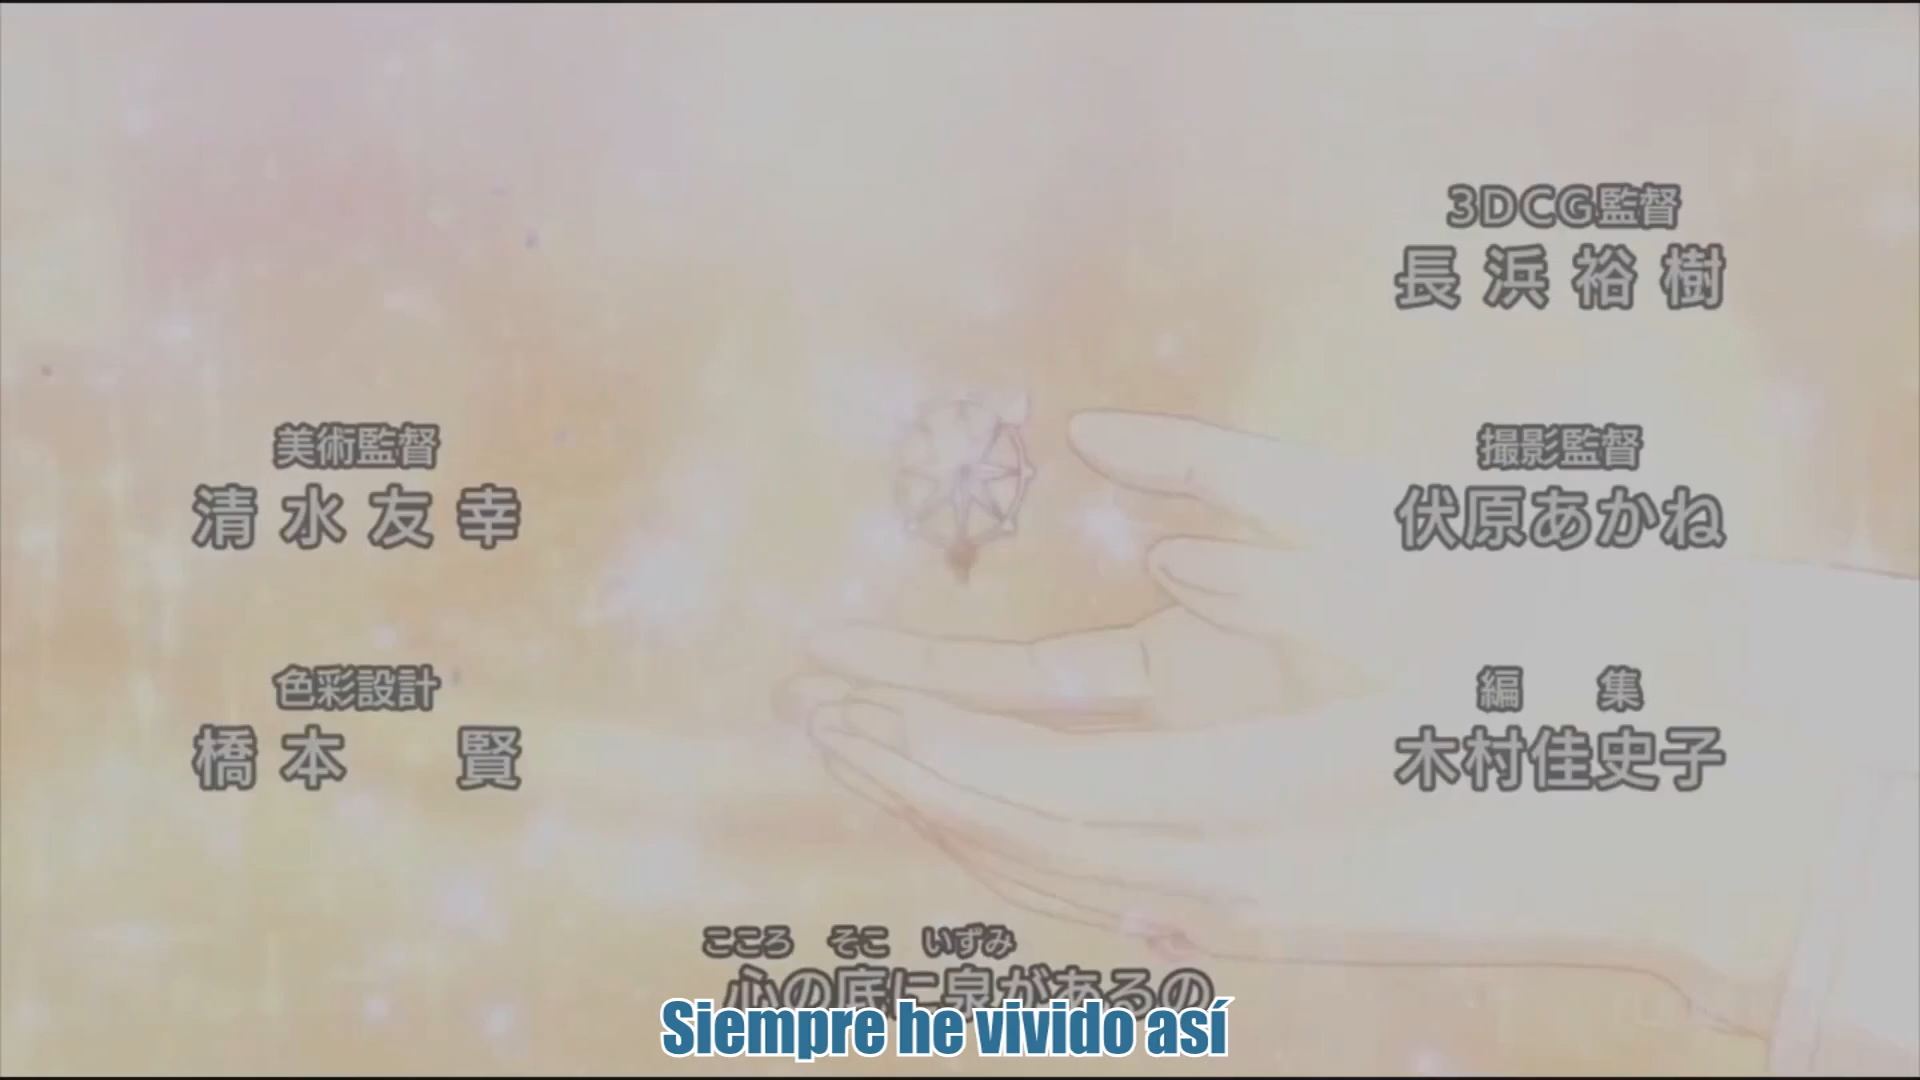 3DCG監督
長浜裕樹
美術監督
清水友幸
撮影監督
伏原あかね
色彩設計
橋本 賢
編 集
木村佳史子
こころ そこ いずみ
心の底に泉があるの
Siempre he vivido así